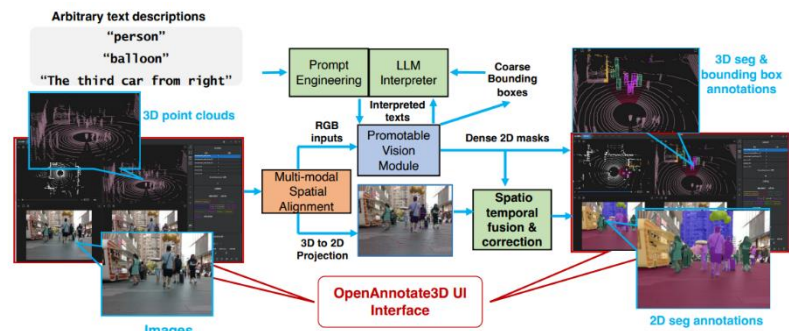 Arbitrary text descriptions
“person”
“balloon”
“The third car from right”
3D point clouds
Images
Prompt
Engineering
LLM
Interpreter
Interpreted
texts
RGB
inputs
Promotable
Vision
Module
Multi-modal
Spatial
Alignment
3D to 2D
Projection
Coarse
Bounding
boxes
Dense 2D masks
Spatio
temporal
fusion &
correction
OpenAnnotate3D UI
Interface
3D seg &
bounding box
annotations
2D seg annotations